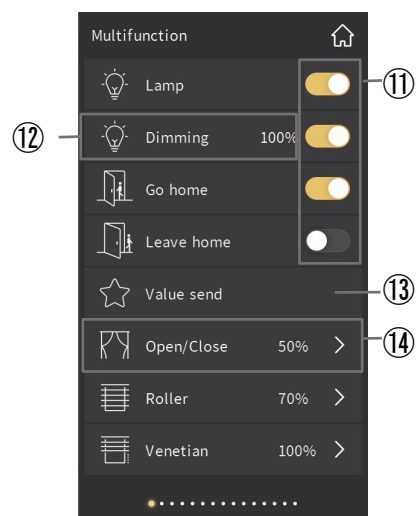 Multifunction
Lamp
⑪
⑫
Dimming 100%
Go home
Leave home
Value send
⑬
Open/Close 50% >
⑭
Roller 70% >
Venetian 100% >